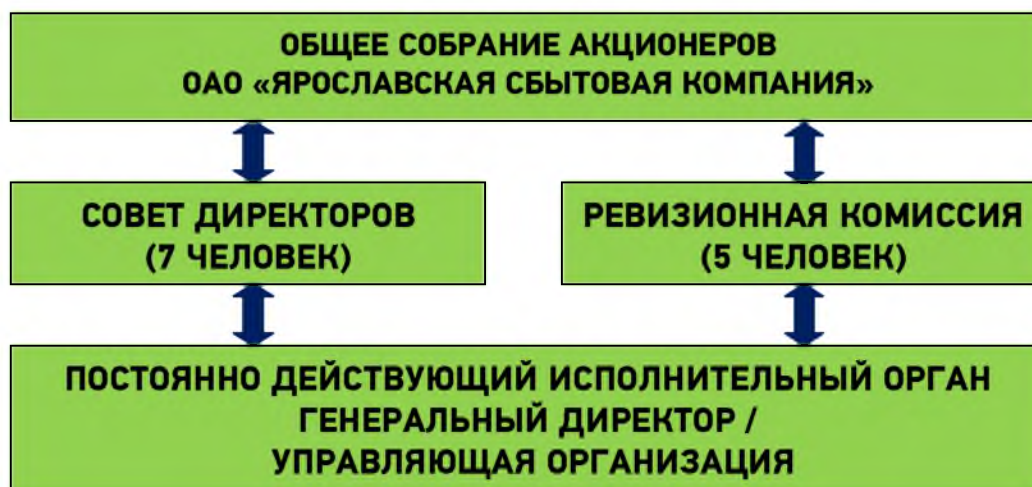 ОБЩЕЕ СОБРАНИЕ АКЦИОНЕРОВ
ОАО «ЯРОСЛАВСКАЯ СБЫТОВАЯ КОМПАНИЯ»
СОВЕТ ДИРЕКТОРОВ
(7 ЧЕЛОВЕК)
РЕВИЗИОННАЯ КОМИССИЯ
(5 ЧЕЛОВЕК)
ПОСТОЯННО ДЕЙСТВУЮЩИЙ ИСПОЛНИТЕЛЬНЫЙ ОРГАН
ГЕНЕРАЛЬНЫЙ ДИРЕКТОР /
УПРАВЛЯЮЩАЯ ОРГАНИЗАЦИЯ